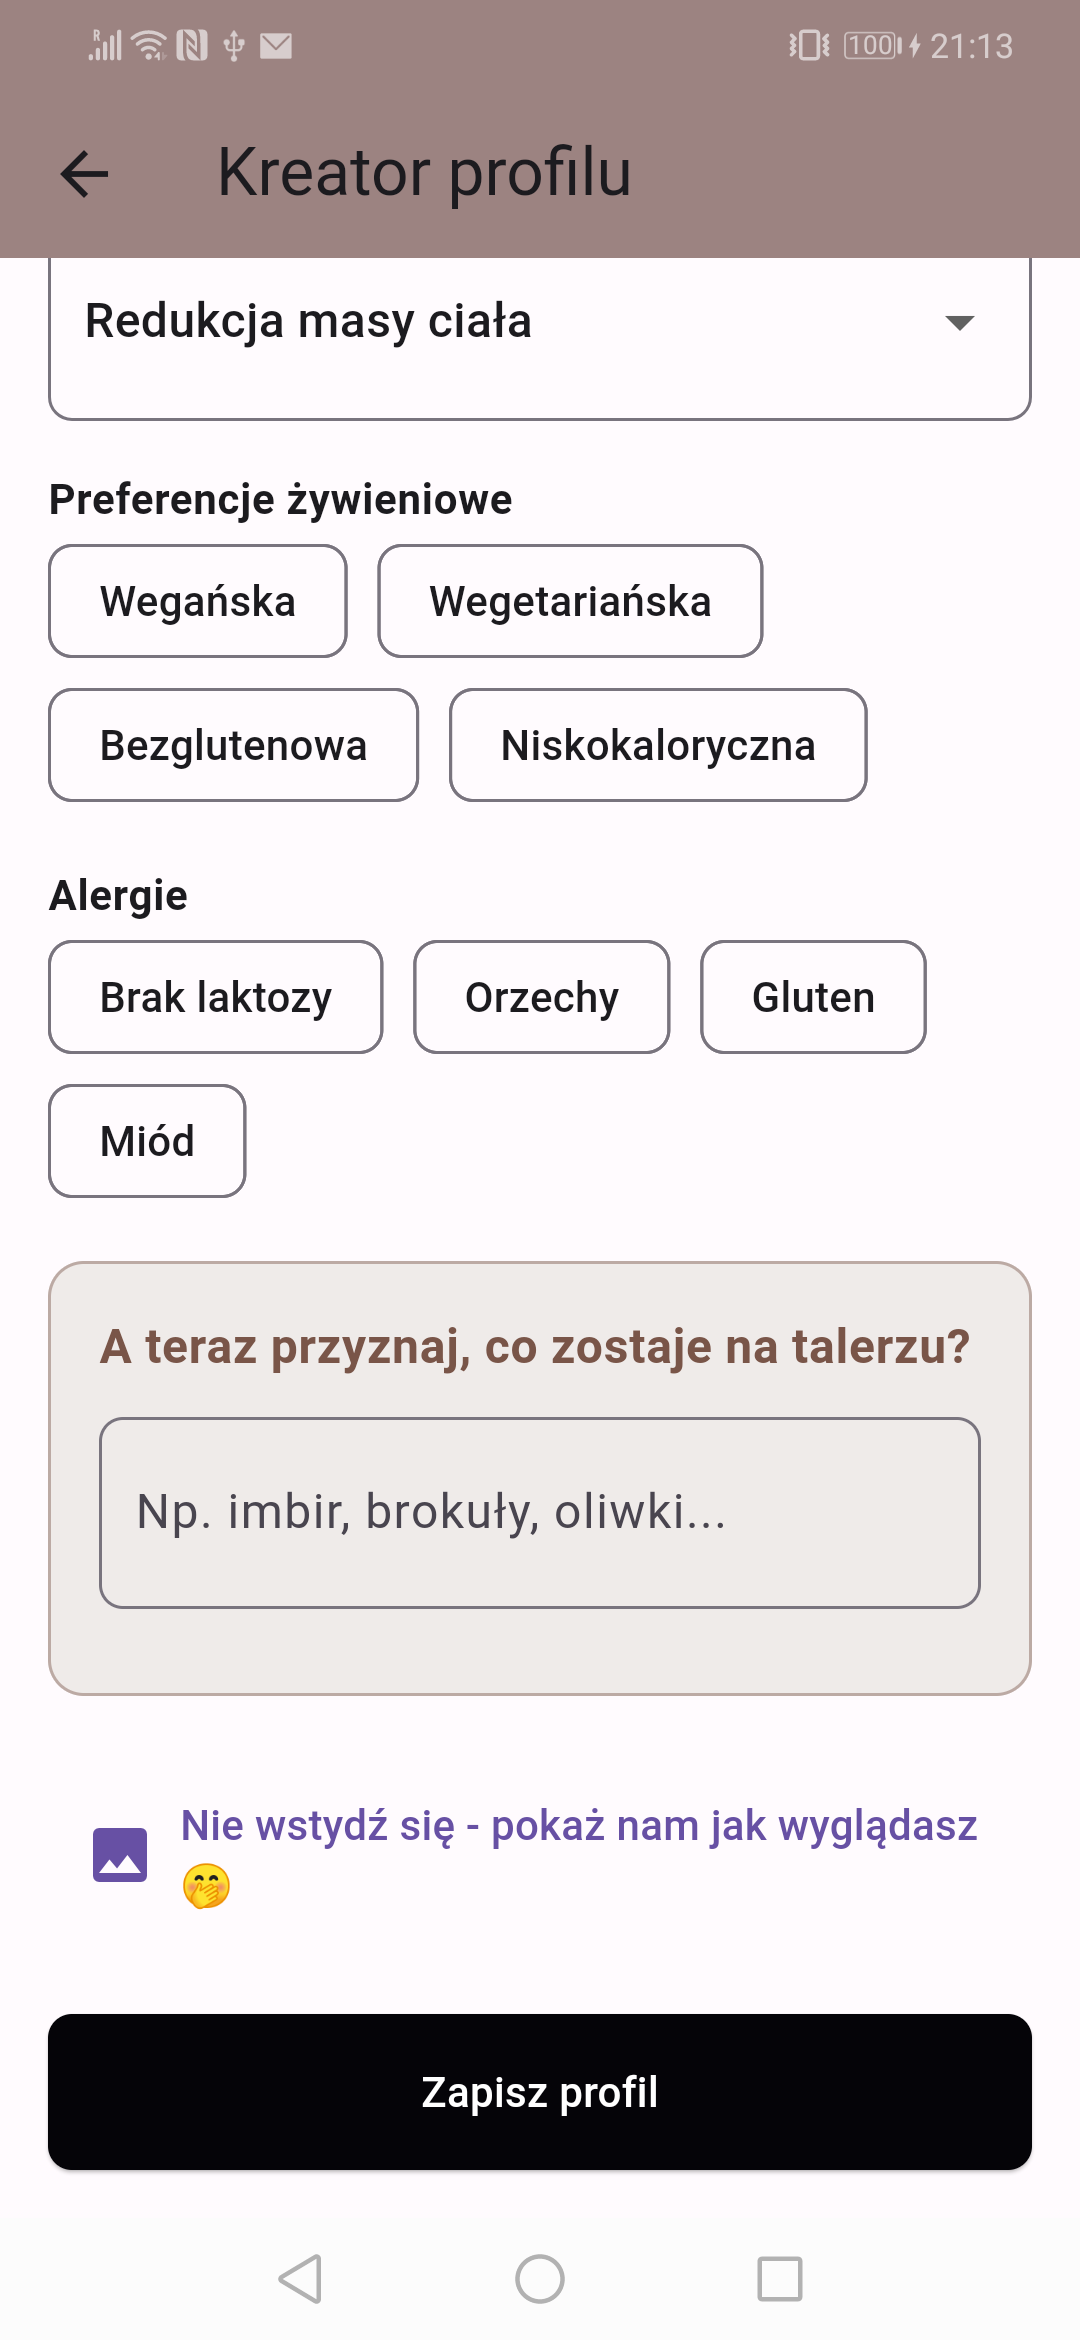 R
100 21:13
Kreator profilu
Redukcja masy ciała
Preferencje żywieniowe
Wegańska Wegetariańska
Bezglutenowa Niskokaloryczna
Alergie
Brak laktozy Orzechy Gluten
Miód
A teraz przyznaj, co zostaje na talerzu?
Np. imbir, brokuły, oliwki...
Nie wstydź się - pokaż nam jak wyglądasz
🤭
Zapisz profil